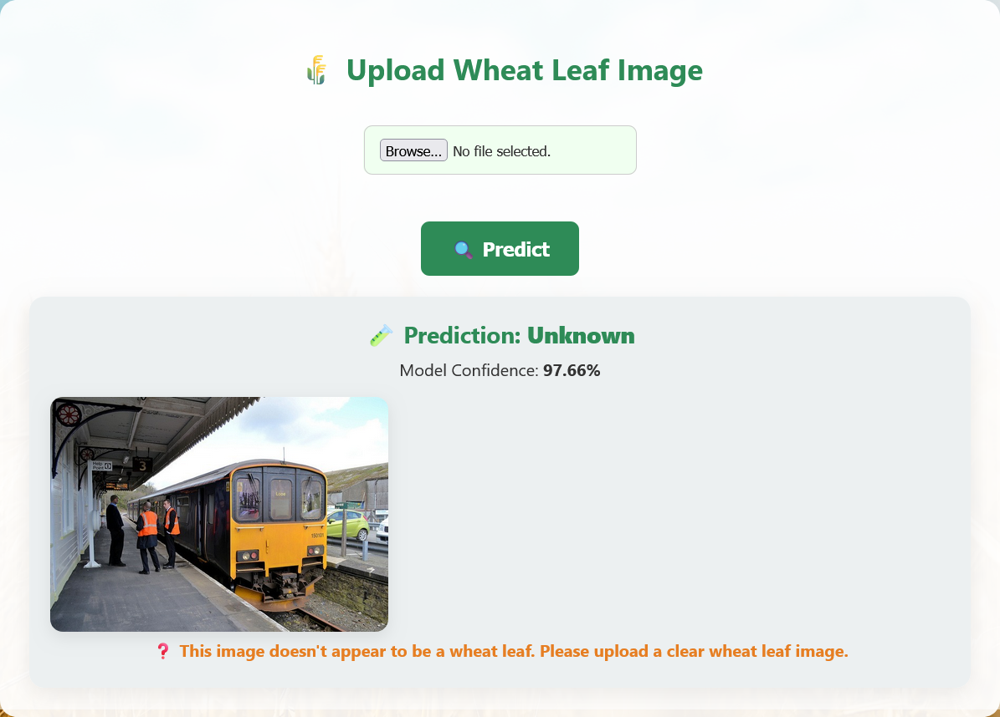 Upload Wheat Leaf Image
Browse... No file selected.
Predict
Prediction: Unknown
Model Confidence: 97.66%
Help
Point
3
150101
This image doesn't appear to be a wheat leaf. Please upload a clear wheat leaf image.